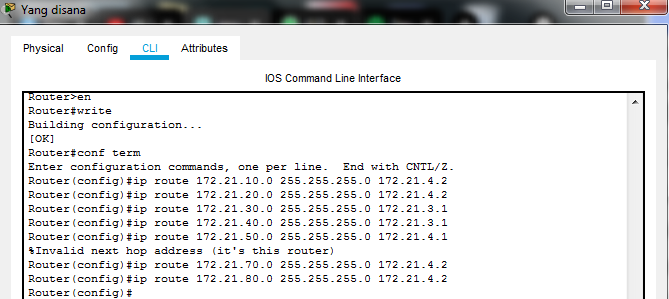 Yang disana
Physical Config CLI Attributes
IOS Command Line Interface
Router>en
Router#write
Building configuration...
[OK]
Router#conf term
Enter configuration commands, one per line.  End with CNTL/Z.
Router(config)#ip route 172.21.10.0 255.255.255.0 172.21.4.2
Router(config)#ip route 172.21.20.0 255.255.255.0 172.21.4.2
Router(config)#ip route 172.21.30.0 255.255.255.0 172.21.3.1
Router(config)#ip route 172.21.40.0 255.255.255.0 172.21.3.1
Router(config)#ip route 172.21.50.0 255.255.255.0 172.21.4.1
%Invalid next hop address (it's this router)
Router(config)#ip route 172.21.70.0 255.255.255.0 172.21.4.2
Router(config)#ip route 172.21.80.0 255.255.255.0 172.21.4.2
Router(config)#